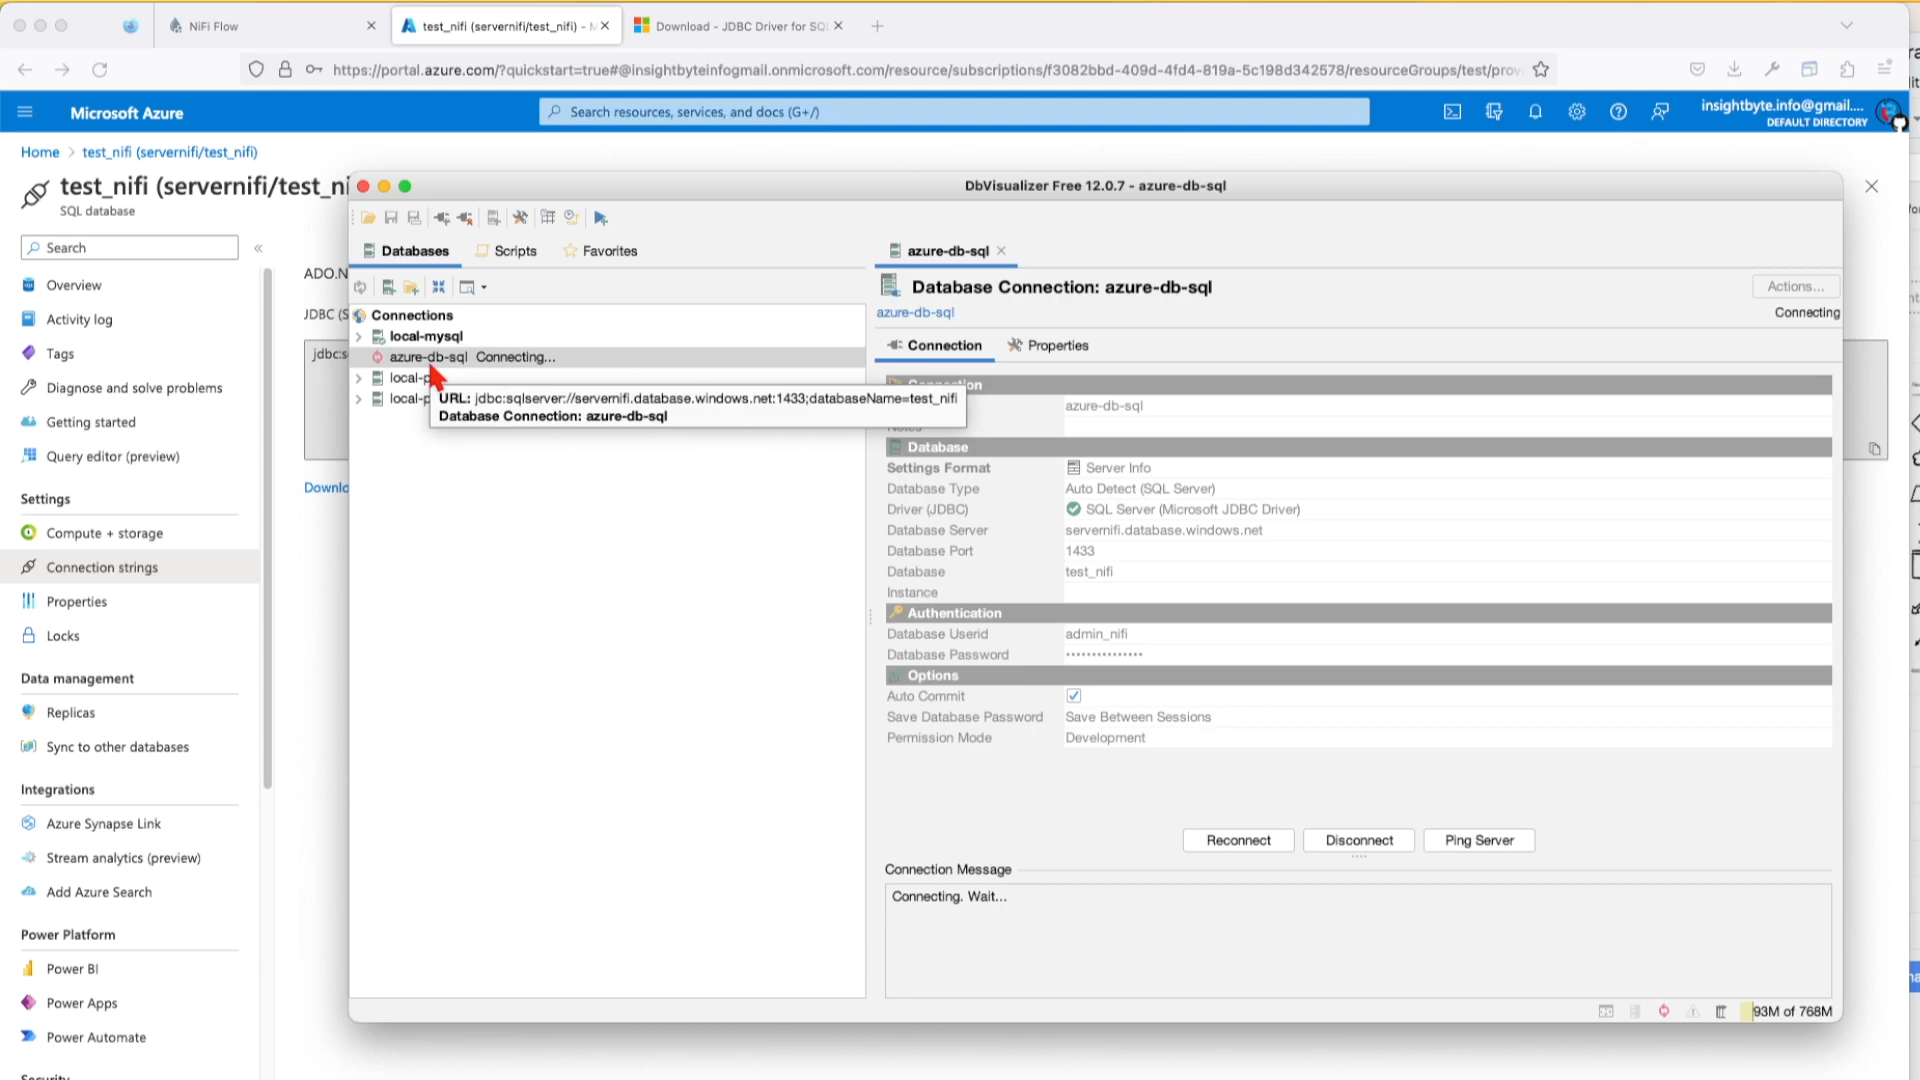 NiFi Flow
test_nifi (servernifi/test_nifi) -
Download - JDBC Driver for SQL
https://portal.azure.com/?quickstart=true#@insightbyteinfogmail.onmicrosoft.com/resource/subscriptions/f3082bbd-409d-4fd4-819a-5c198d342578/resourceGroups/test/prov
Microsoft Azure
Search resources, services, and docs (G+/)
insightbyte.info@gmail....
DEFAULT DIRECTORY
Home > test_nifi (servernifi/test_nifi)
test_nifi (servernifi/test_ni
SQL database
Search
Overview
Activity log
Tags
Diagnose and solve problems
Getting started
Query editor (preview)
Settings
Compute + storage
Connection strings
Properties
Locks
Data management
Replicas
Sync to other databases
Integrations
Azure Synapse Link
Stream analytics (preview)
Add Azure Search
Power Platform
Power BI
Power Apps
Power Automate
Security
ADO.N
JDBC (S
jdbc:s
Downlo
DbVisualizer Free 12.0.7 - azure-db-sql
Databases
Scripts
Favorites
Connections
local-mysql
azure-db-sql Connecting...
local-p
local-p
URL: jdbc:sqlserver://servernifi.database.windows.net:1433;databaseName=test_nifi
Database Connection: azure-db-sql
azure-db-sql
Database Connection: azure-db-sql
Actions...
azure-db-sql
Connecting
Connection
Properties
Connection
azure-db-sql
Notes
Database
Settings Format Server Info
Database Type Auto Detect (SQL Server)
Driver (JDBC) SQL Server (Microsoft JDBC Driver)
Database Server servernifi.database.windows.net
Database Port 1433
Database test_nifi
Instance
Authentication
Database Userid admin_nifi
Database Password •••••••••••••••
Options
Auto Commit
Save Database Password Save Between Sessions
Permission Mode Development
Reconnect
Disconnect
Ping Server
Connection Message
Connecting. Wait...
93M of 768M